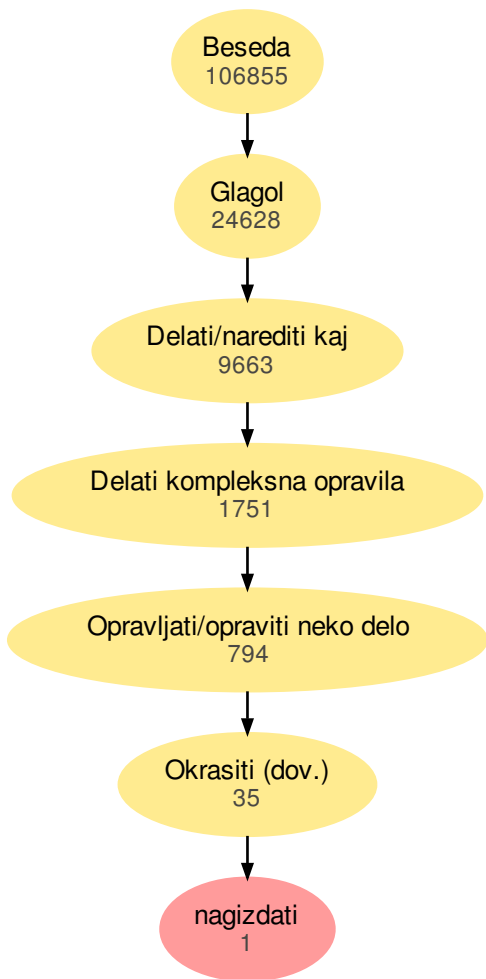 Beseda
106855
Glagol
24628
Delati/narediti kaj
9663
Delati kompleksna opravila
1751
Opravljati/opraviti neko delo
794
Okrasiti (dov.)
35
nagizdati
1